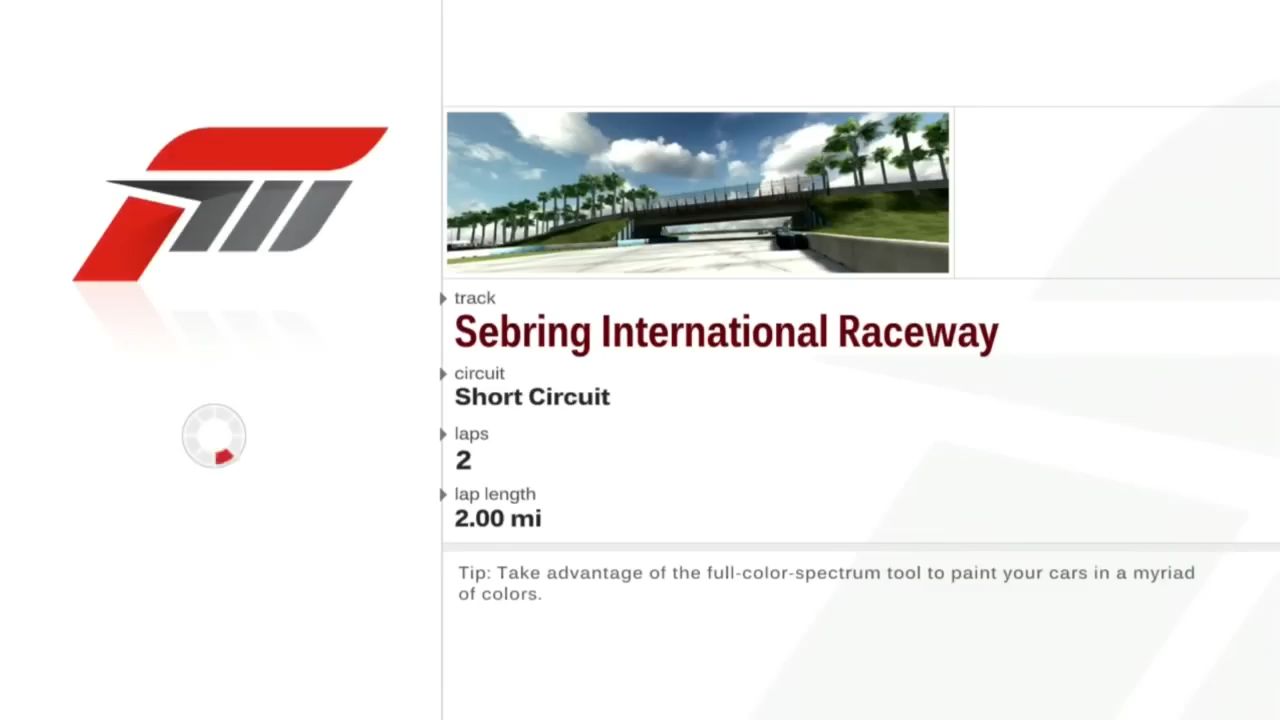 track
Sebring International Raceway
circuit
Short Circuit
laps
2
lap length
2.00 mi
Tip: Take advantage of the full-color-spectrum tool to paint your cars in a myriad
of colors.